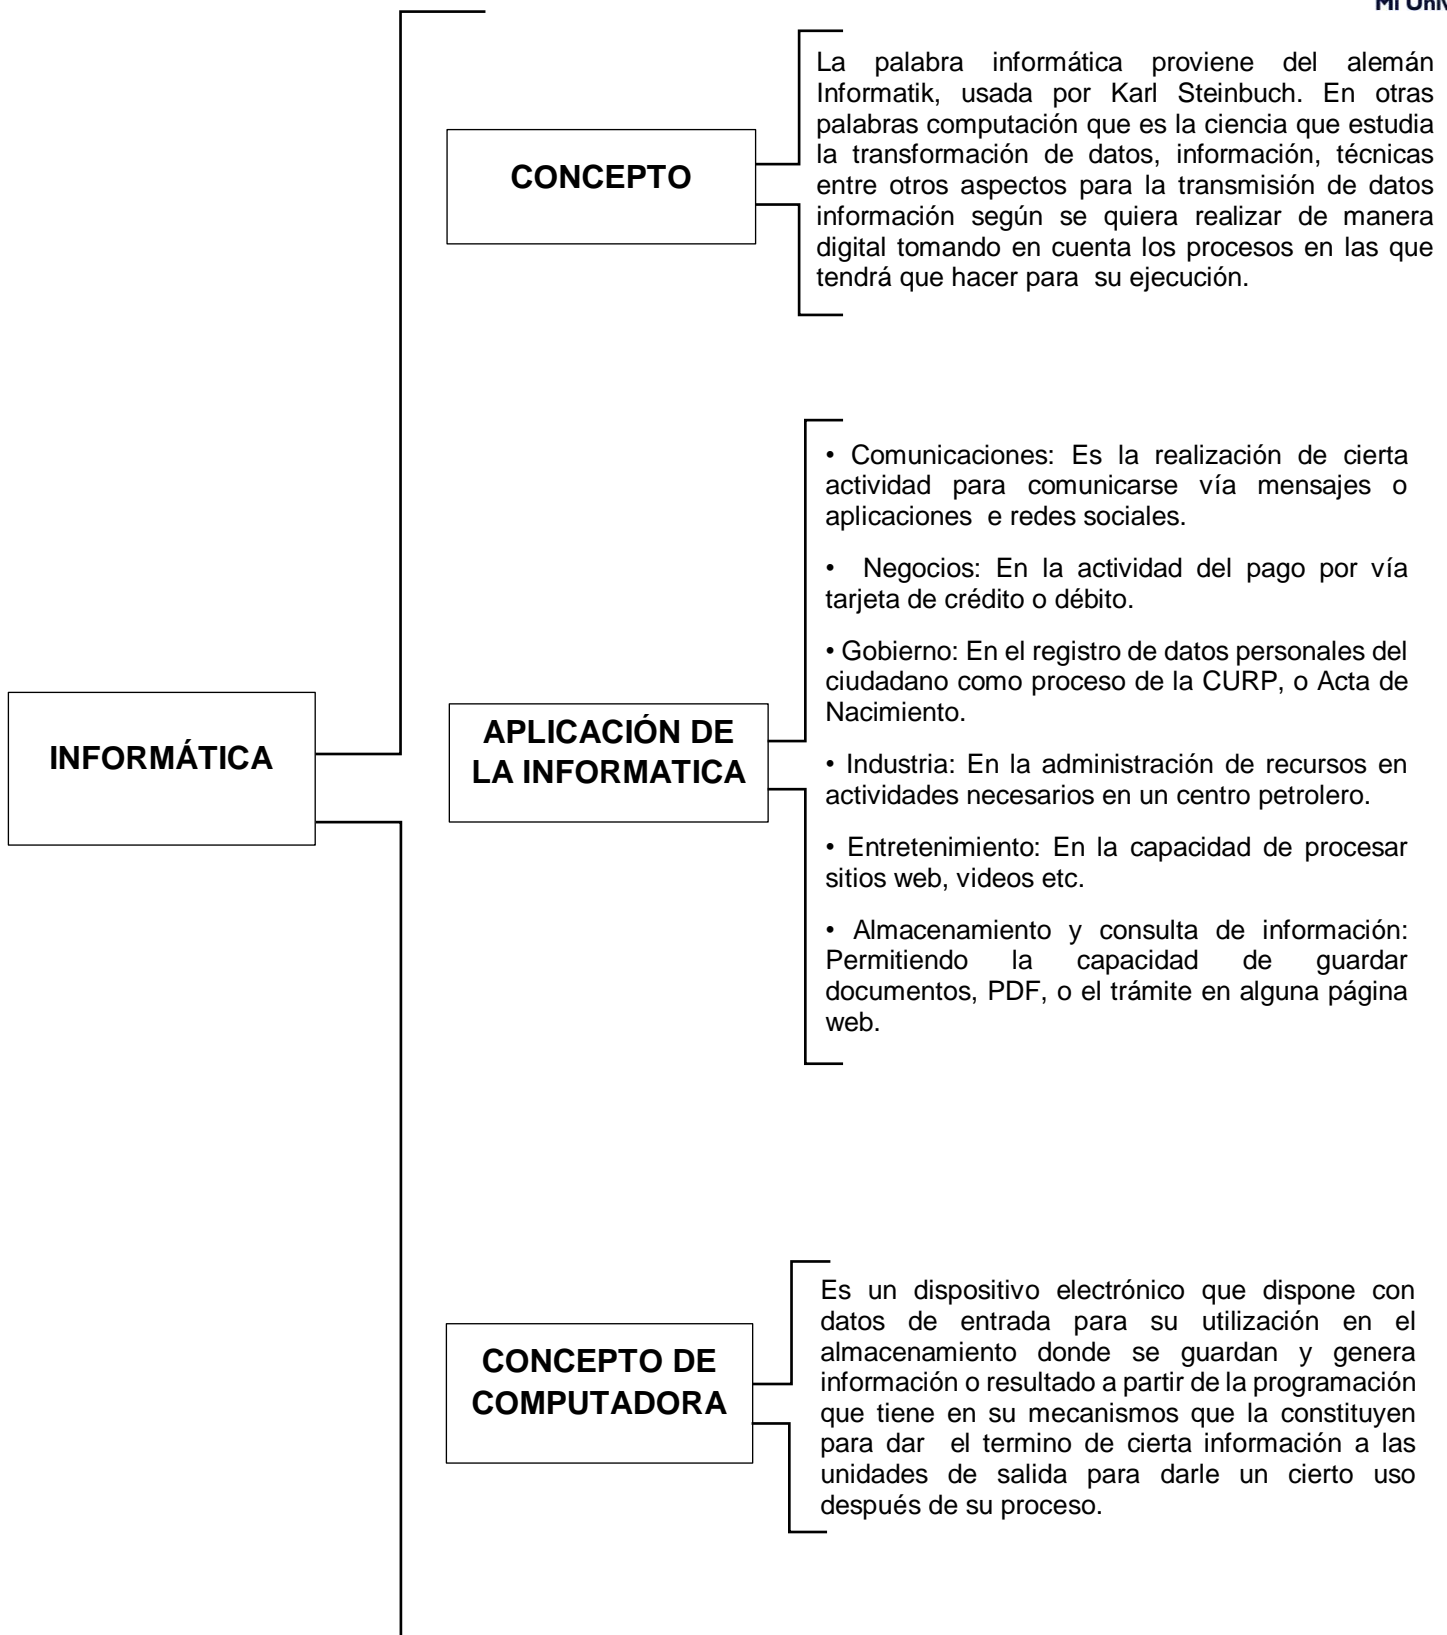 La palabra informática proviene del alemán
Informatik, usada por Karl Steinbuch. En otras
palabras computación que es la ciencia que estudia
la transformación de datos, información, técnicas
entre otros aspectos para la transmisión de datos
información según se quiera realizar de manera
digital tomando en cuenta los procesos en las que
tendrá que hacer para su ejecución.
CONCEPTO
• Comunicaciones: Es la realización de cierta
actividad para comunicarse vía mensajes o
aplicaciones e redes sociales.
• Negocios: En la actividad del pago por vía
tarjeta de crédito o débito.
• Gobierno: En el registro de datos personales del
ciudadano como proceso de la CURP, o Acta de
Nacimiento.
INFORMÁTICA
APLICACIÓN DE
LA INFORMATICA
• Industria: En la administración de recursos en
actividades necesarios en un centro petrolero.
• Entretenimiento: En la capacidad de procesar
sitios web, videos etc.
• Almacenamiento y consulta de información:
Permitiendo la capacidad de guardar
documentos, PDF, o el trámite en alguna página
web.
CONCEPTO DE
COMPUTADORA
Es un dispositivo electrónico que dispone con
datos de entrada para su utilización en el
almacenamiento donde se guardan y genera
información o resultado a partir de la programación
que tiene en su mecanismos que la constituyen
para dar el termino de cierta información a las
unidades de salida para darle un cierto uso
después de su proceso.